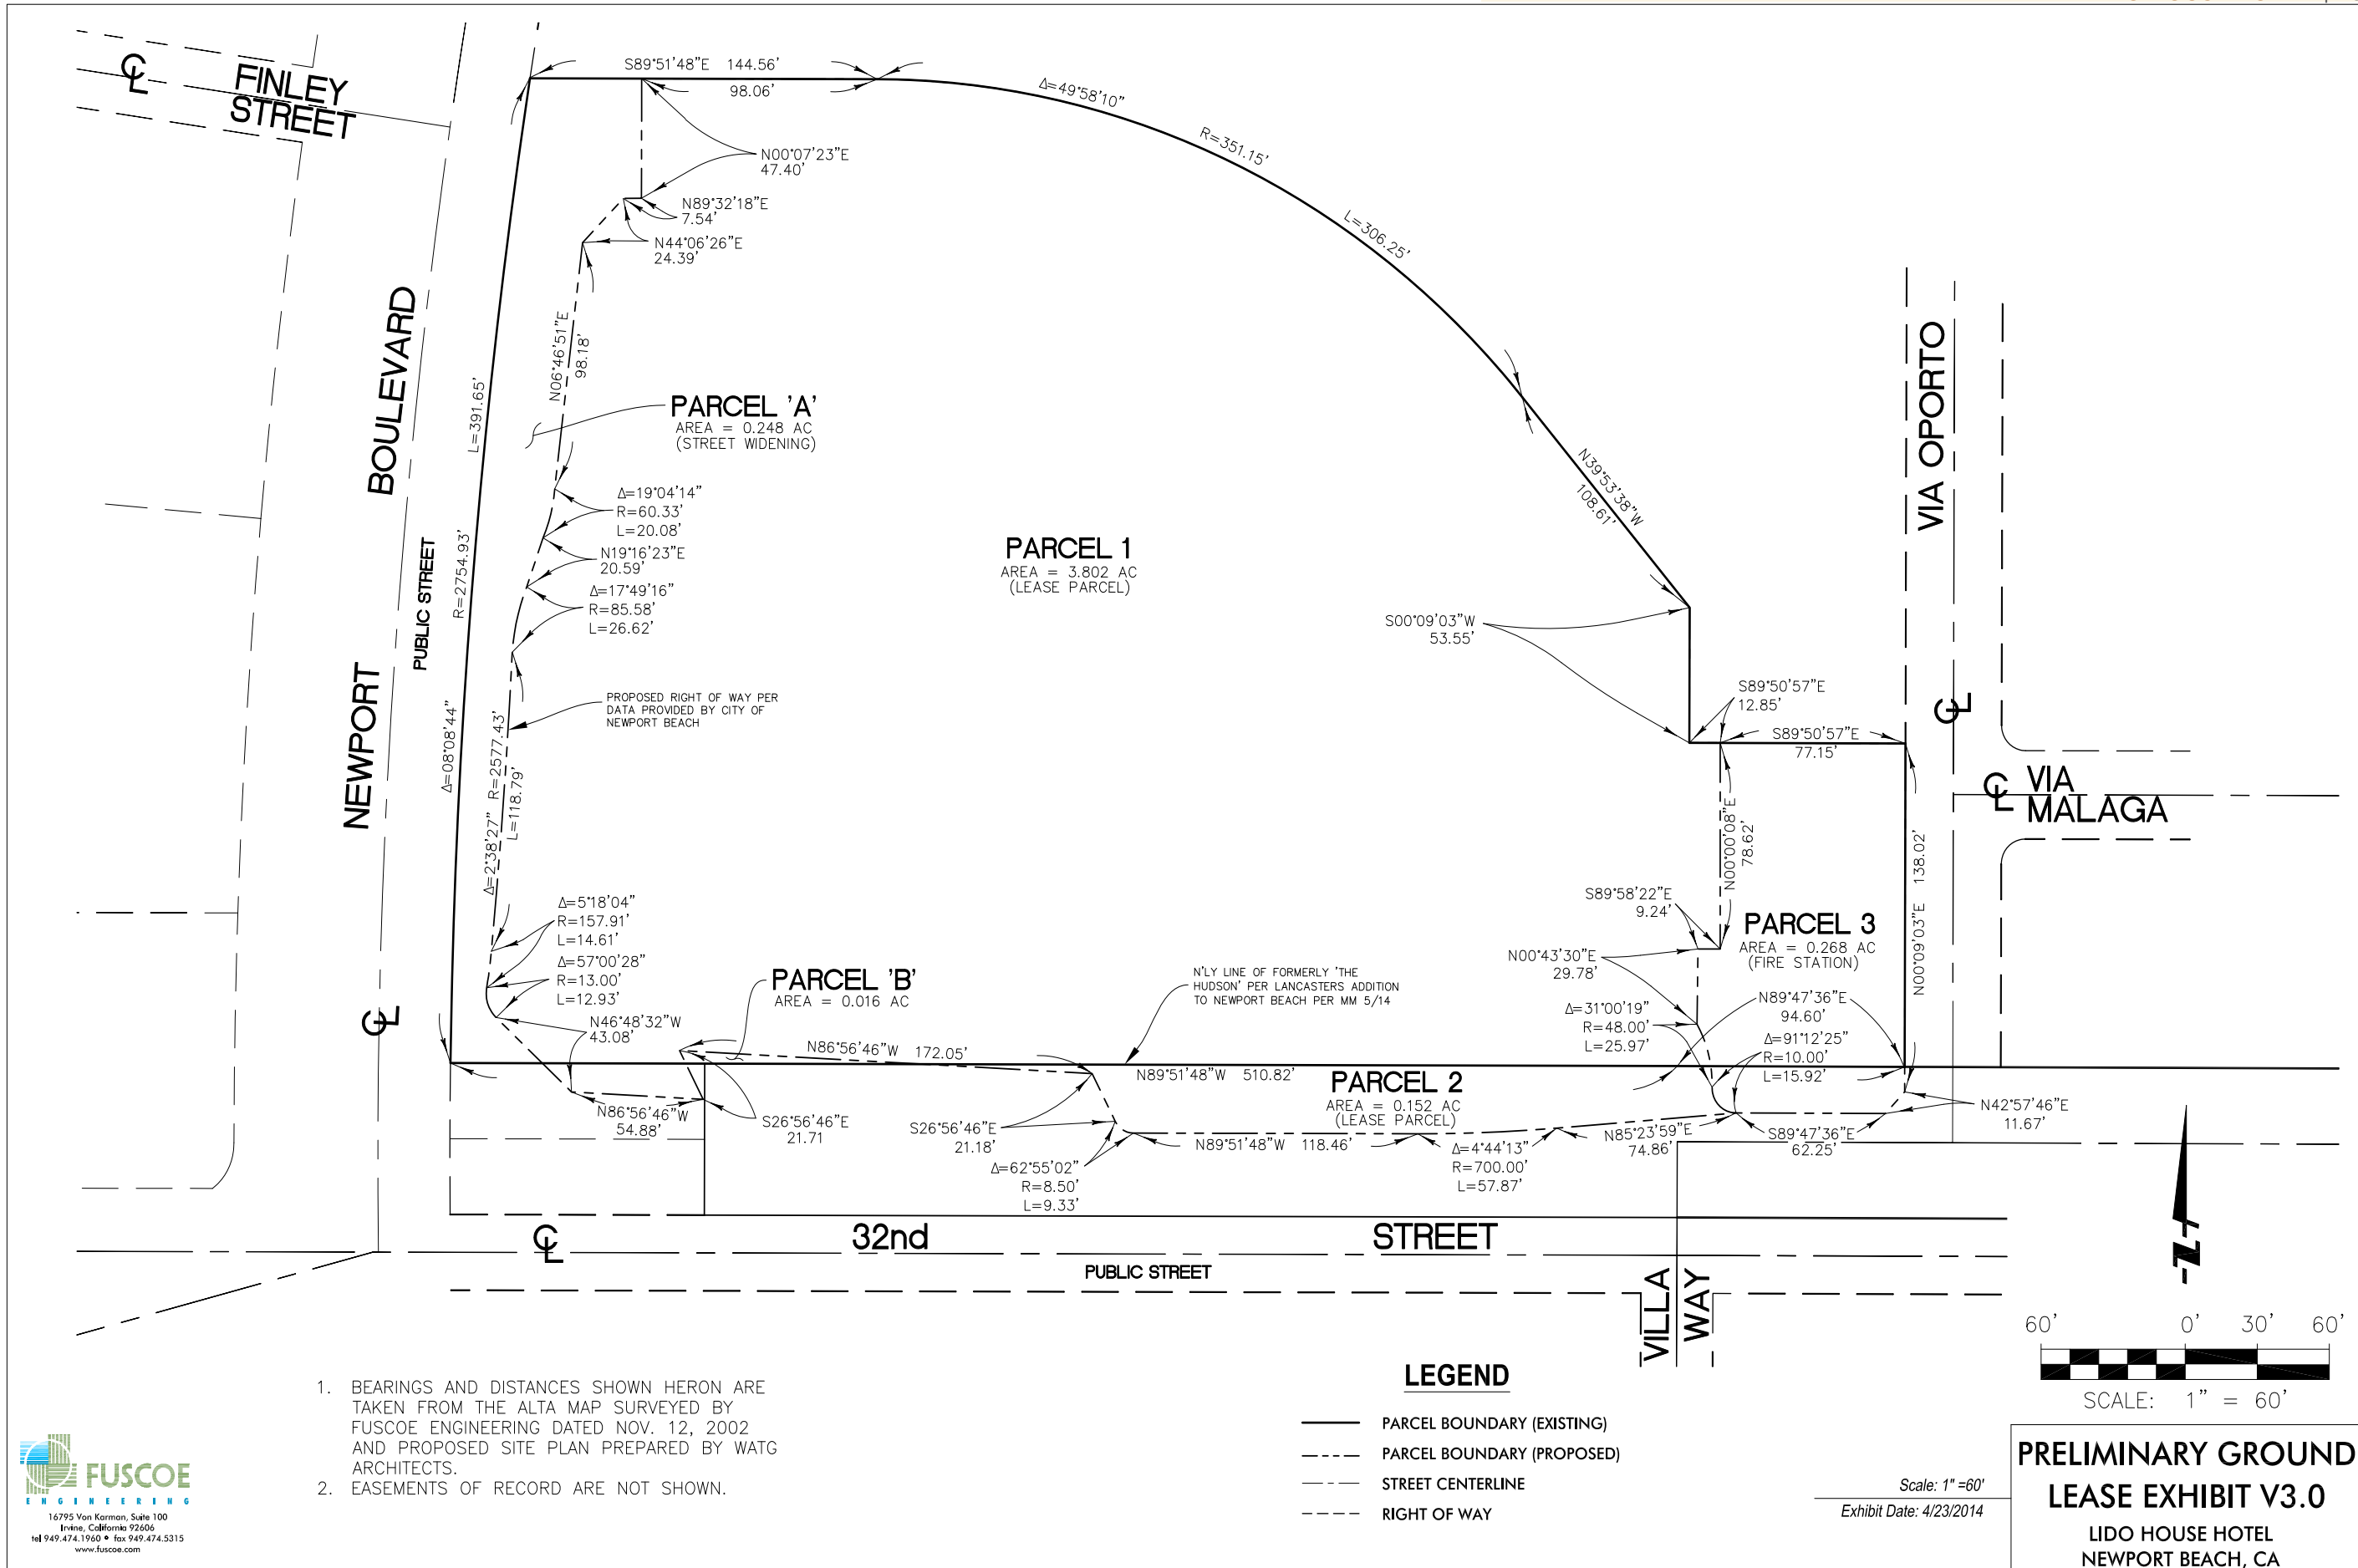 FINLEY
STREET
S89°51'48"E 144.56'
98.06'
Δ=49°58'10"
R=351.15'
L=306.25'
N00°07'23"E
47.40'
N89°32'18"E
7.54'
N44°06'26"E
24.39'
N06°46'51"E
98.18'
NEWPORT BOULEVARD
PUBLIC STREET
L=391.65'
R=2754.93'
Δ=08°08'44"
PARCEL 'A'
AREA = 0.248 AC
(STREET WIDENING)
Δ=19°04'14"
R=60.33'
L=20.08'
N19°16'23"E
20.59'
Δ=17°49'16"
R=85.58'
L=26.62'
PROPOSED RIGHT OF WAY PER
DATA PROVIDED BY CITY OF
NEWPORT BEACH
Δ=2°38'27" R=2577.43'
L=118.79'
PARCEL 1
AREA = 3.802 AC
(LEASE PARCEL)
N39°53'38"W
108.61'
S00°09'03"W
53.55'
S89°50'57"E
12.85'
S89°50'57"E
77.15'
VIA OPORTO
VIA
MALAGA
N00°00'08"E
78.62'
N00°09'03"E 138.02'
S89°58'22"E
9.24'
PARCEL 3
AREA = 0.268 AC
(FIRE STATION)
N00°43'30"E
29.78'
N89°47'36"E
94.60'
Δ=31°00'19"
R=48.00'
L=25.97'
Δ=91°12'25"
R=10.00'
L=15.92'
Δ=5°18'04"
R=157.91'
L=14.61'
Δ=57°00'28"
R=13.00'
L=12.93'
N46°48'32"W
43.08'
PARCEL 'B'
AREA = 0.016 AC
N'LY LINE OF FORMERLY 'THE
HUDSON' PER LANCASTERS ADDITION
TO NEWPORT BEACH PER MM 5/14
N86°56'46"W 172.05'
N89°51'48"W 510.82'
PARCEL 2
AREA = 0.152 AC
(LEASE PARCEL)
N86°56'46"W
54.88'
S26°56'46"E
21.71
S26°56'46"E
21.18'
Δ=62°55'02"
R=8.50'
L=9.33'
N89°51'48"W 118.46'
Δ=4°44'13"
R=700.00'
L=57.87'
N85°23'59"E
74.86'
S89°47'36"E
62.25'
N42°57'46"E
11.67'
32nd STREET
PUBLIC STREET
VILLA
WAY
N
60' 0' 30' 60'
SCALE: 1" = 60'
1. BEARINGS AND DISTANCES SHOWN HERON ARE
TAKEN FROM THE ALTA MAP SURVEYED BY
FUSCOE ENGINEERING DATED NOV. 12, 2002
AND PROPOSED SITE PLAN PREPARED BY WATG
ARCHITECTS.
2. EASEMENTS OF RECORD ARE NOT SHOWN.
LEGEND
PARCEL BOUNDARY (EXISTING)
PARCEL BOUNDARY (PROPOSED)
STREET CENTERLINE
RIGHT OF WAY
FUSCOE
ENGINEERING
16795 Von Karman, Suite 100
Irvine, California 92606
tel 949.474.1960 • fax 949.474.5315
www.fuscoe.com
Scale: 1" =60'
Exhibit Date: 4/23/2014
PRELIMINARY GROUND
LEASE EXHIBIT V3.0
LIDO HOUSE HOTEL
NEWPORT BEACH, CA